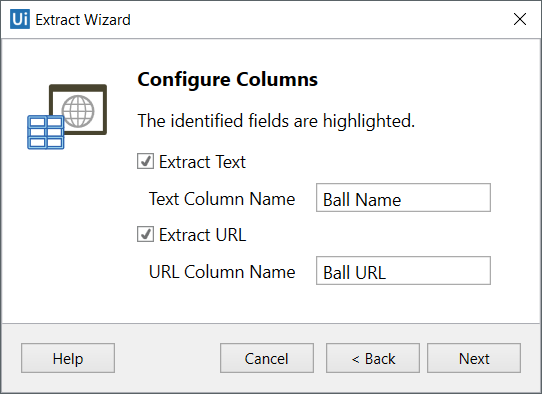 Ui Extract Wizard
Configure Columns
The identified fields are highlighted.
Extract Text
Text Column Name Ball Name
Extract URL
URL Column Name Ball URL
Help Cancel < Back Next